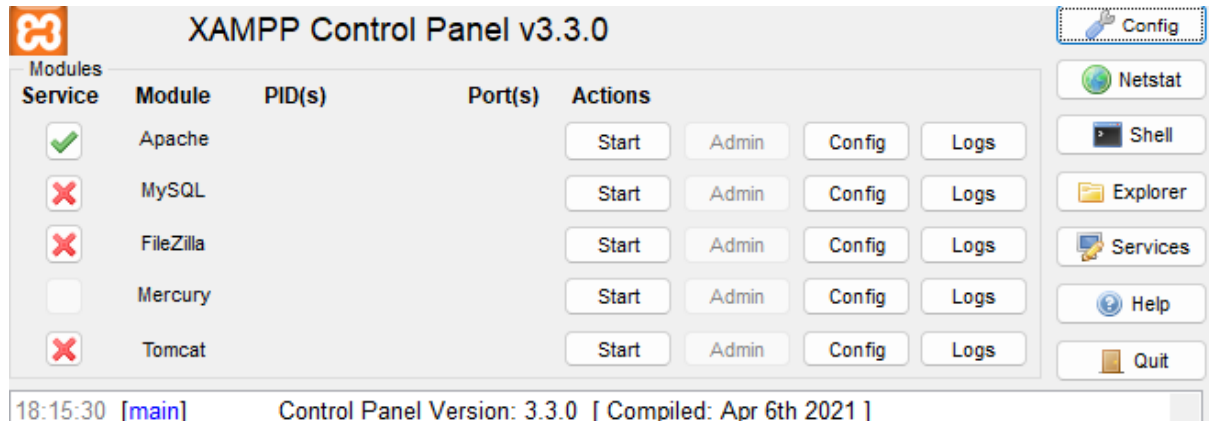 XAMPP Control Panel v3.3.0
Config
Modules
Service Module PID(s) Port(s) Actions
Netstat
Apache Start Admin Config Logs
Shell
MySQL Start Admin Config Logs
Explorer
FileZilla Start Admin Config Logs
Services
Mercury Start Admin Config Logs
Help
Tomcat Start Admin Config Logs
Quit
18:15:30 [main] Control Panel Version: 3.3.0 [ Compiled: Apr 6th 2021 ]